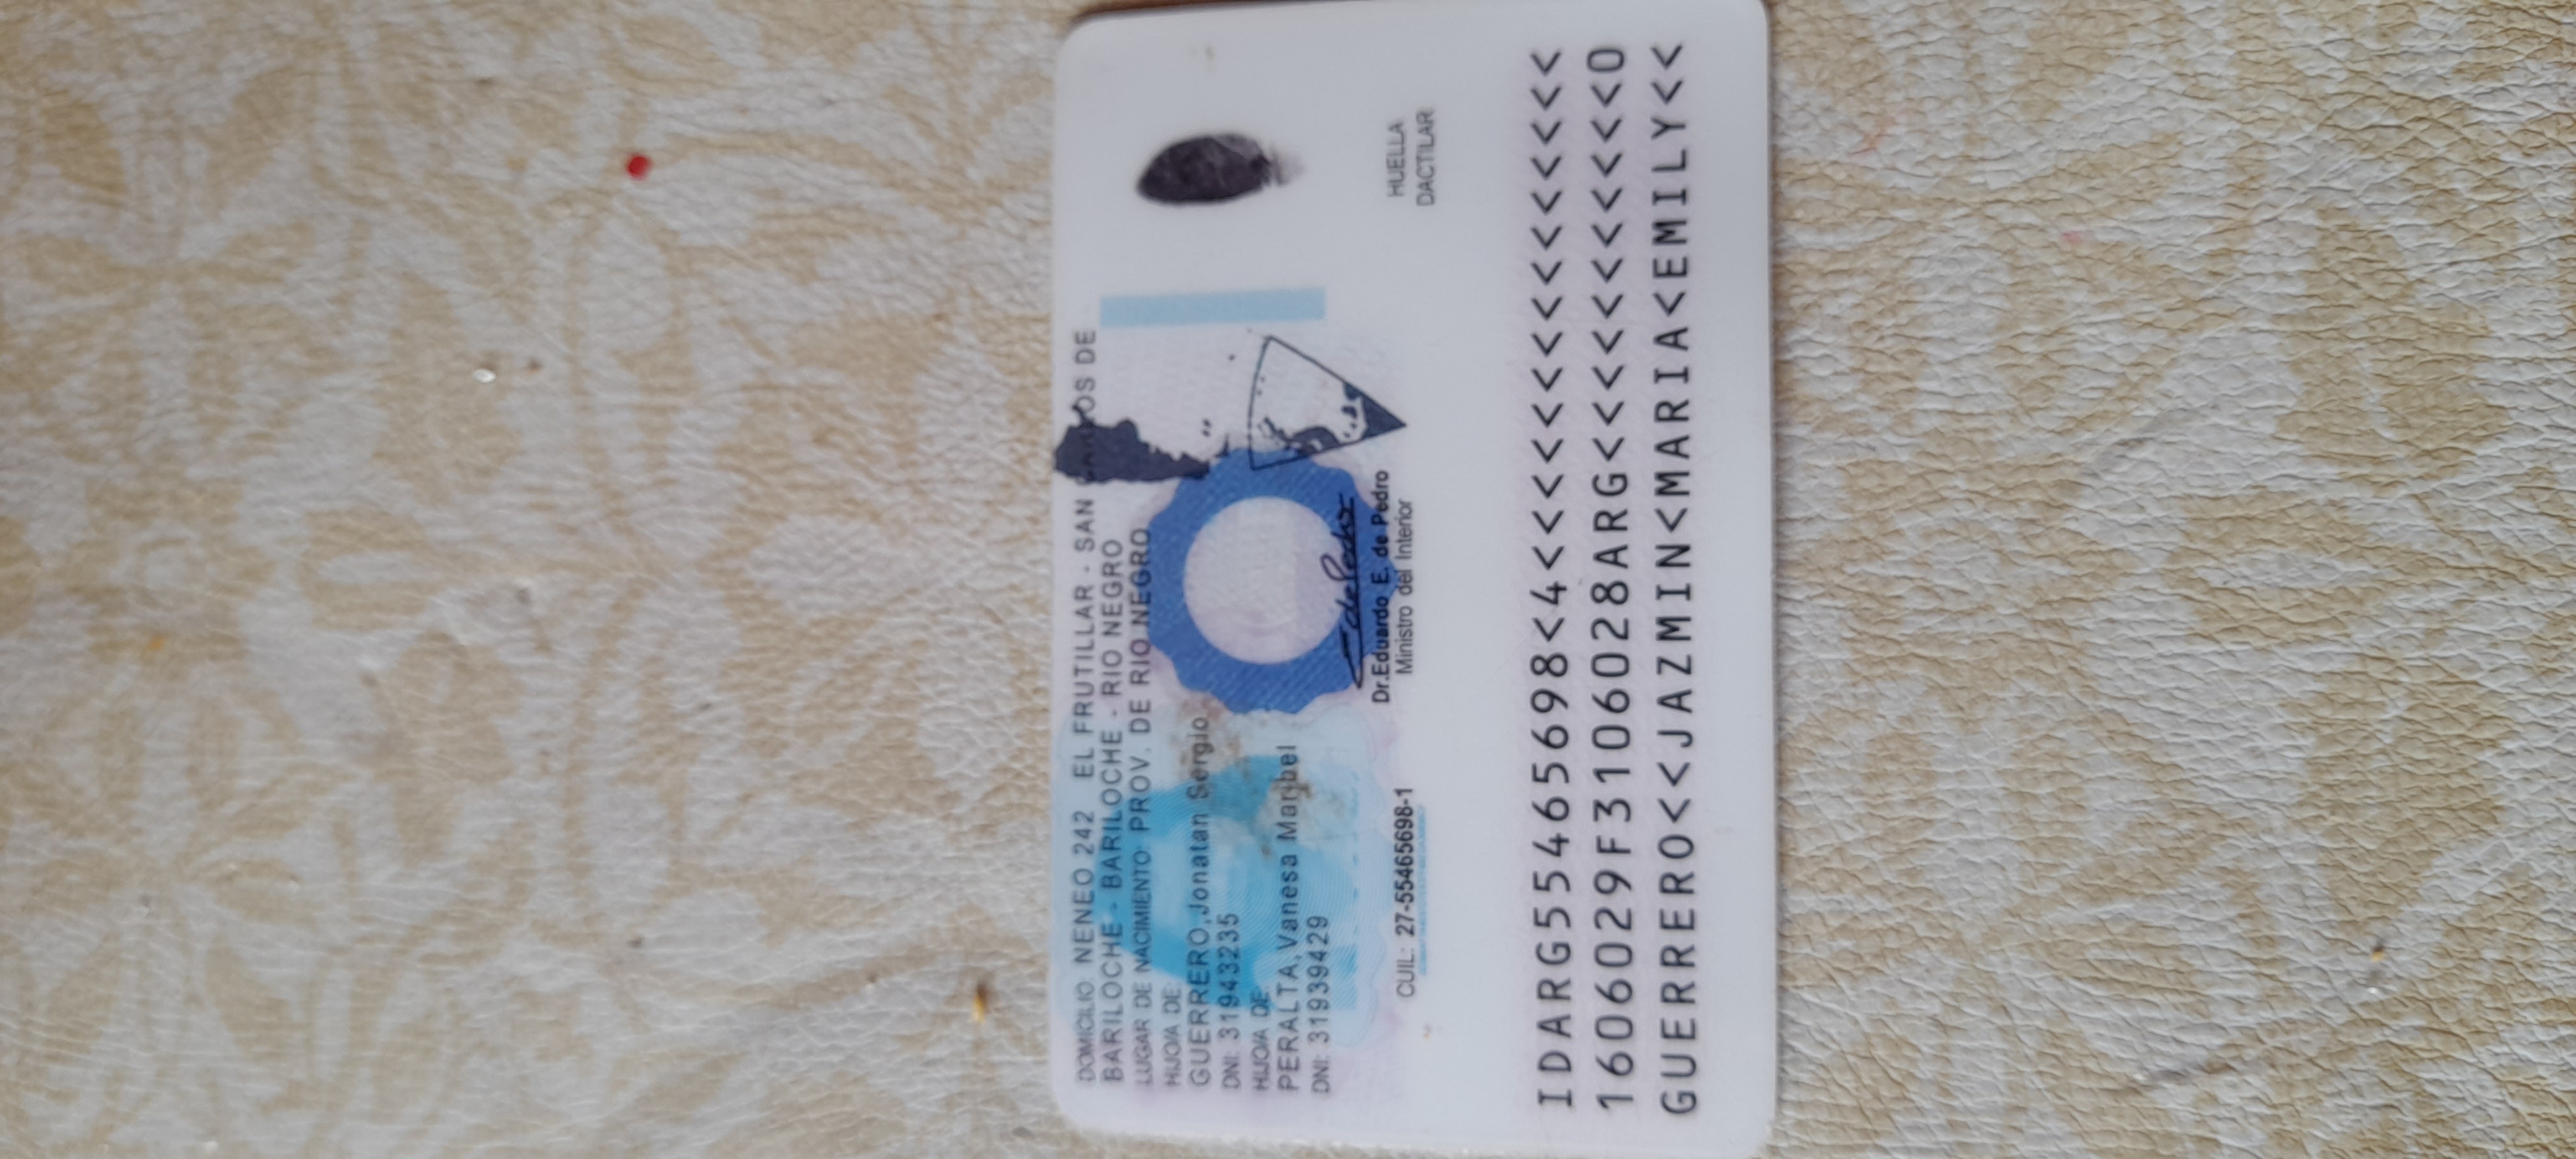 DOMICILIO: NENEO 242 EL FRUTILLAR - SAN CARLOS DE
BARILOCHE - BARILOCHE - RIO NEGRO
LUGAR DE NACIMIENTO: PROV. DE RIO NEGRO
HIJO/A DE:
GUERRERO,Jonatan Sergio
DNI: 31943235
HIJO/A DE:
PERALTA,Vanesa Maribel
DNI: 31939429
CUIL: 27-55465698-1
Dr.Eduardo E. de Pedro
Ministro del Interior
HUELLA
DACTILAR
IDARG55465698<4<<<<<<<<<<<<<<<
1606029F3106028ARG<<<<<<<<<<<0
GUERRERO<<JAZMIN<MARIA<EMILY<<